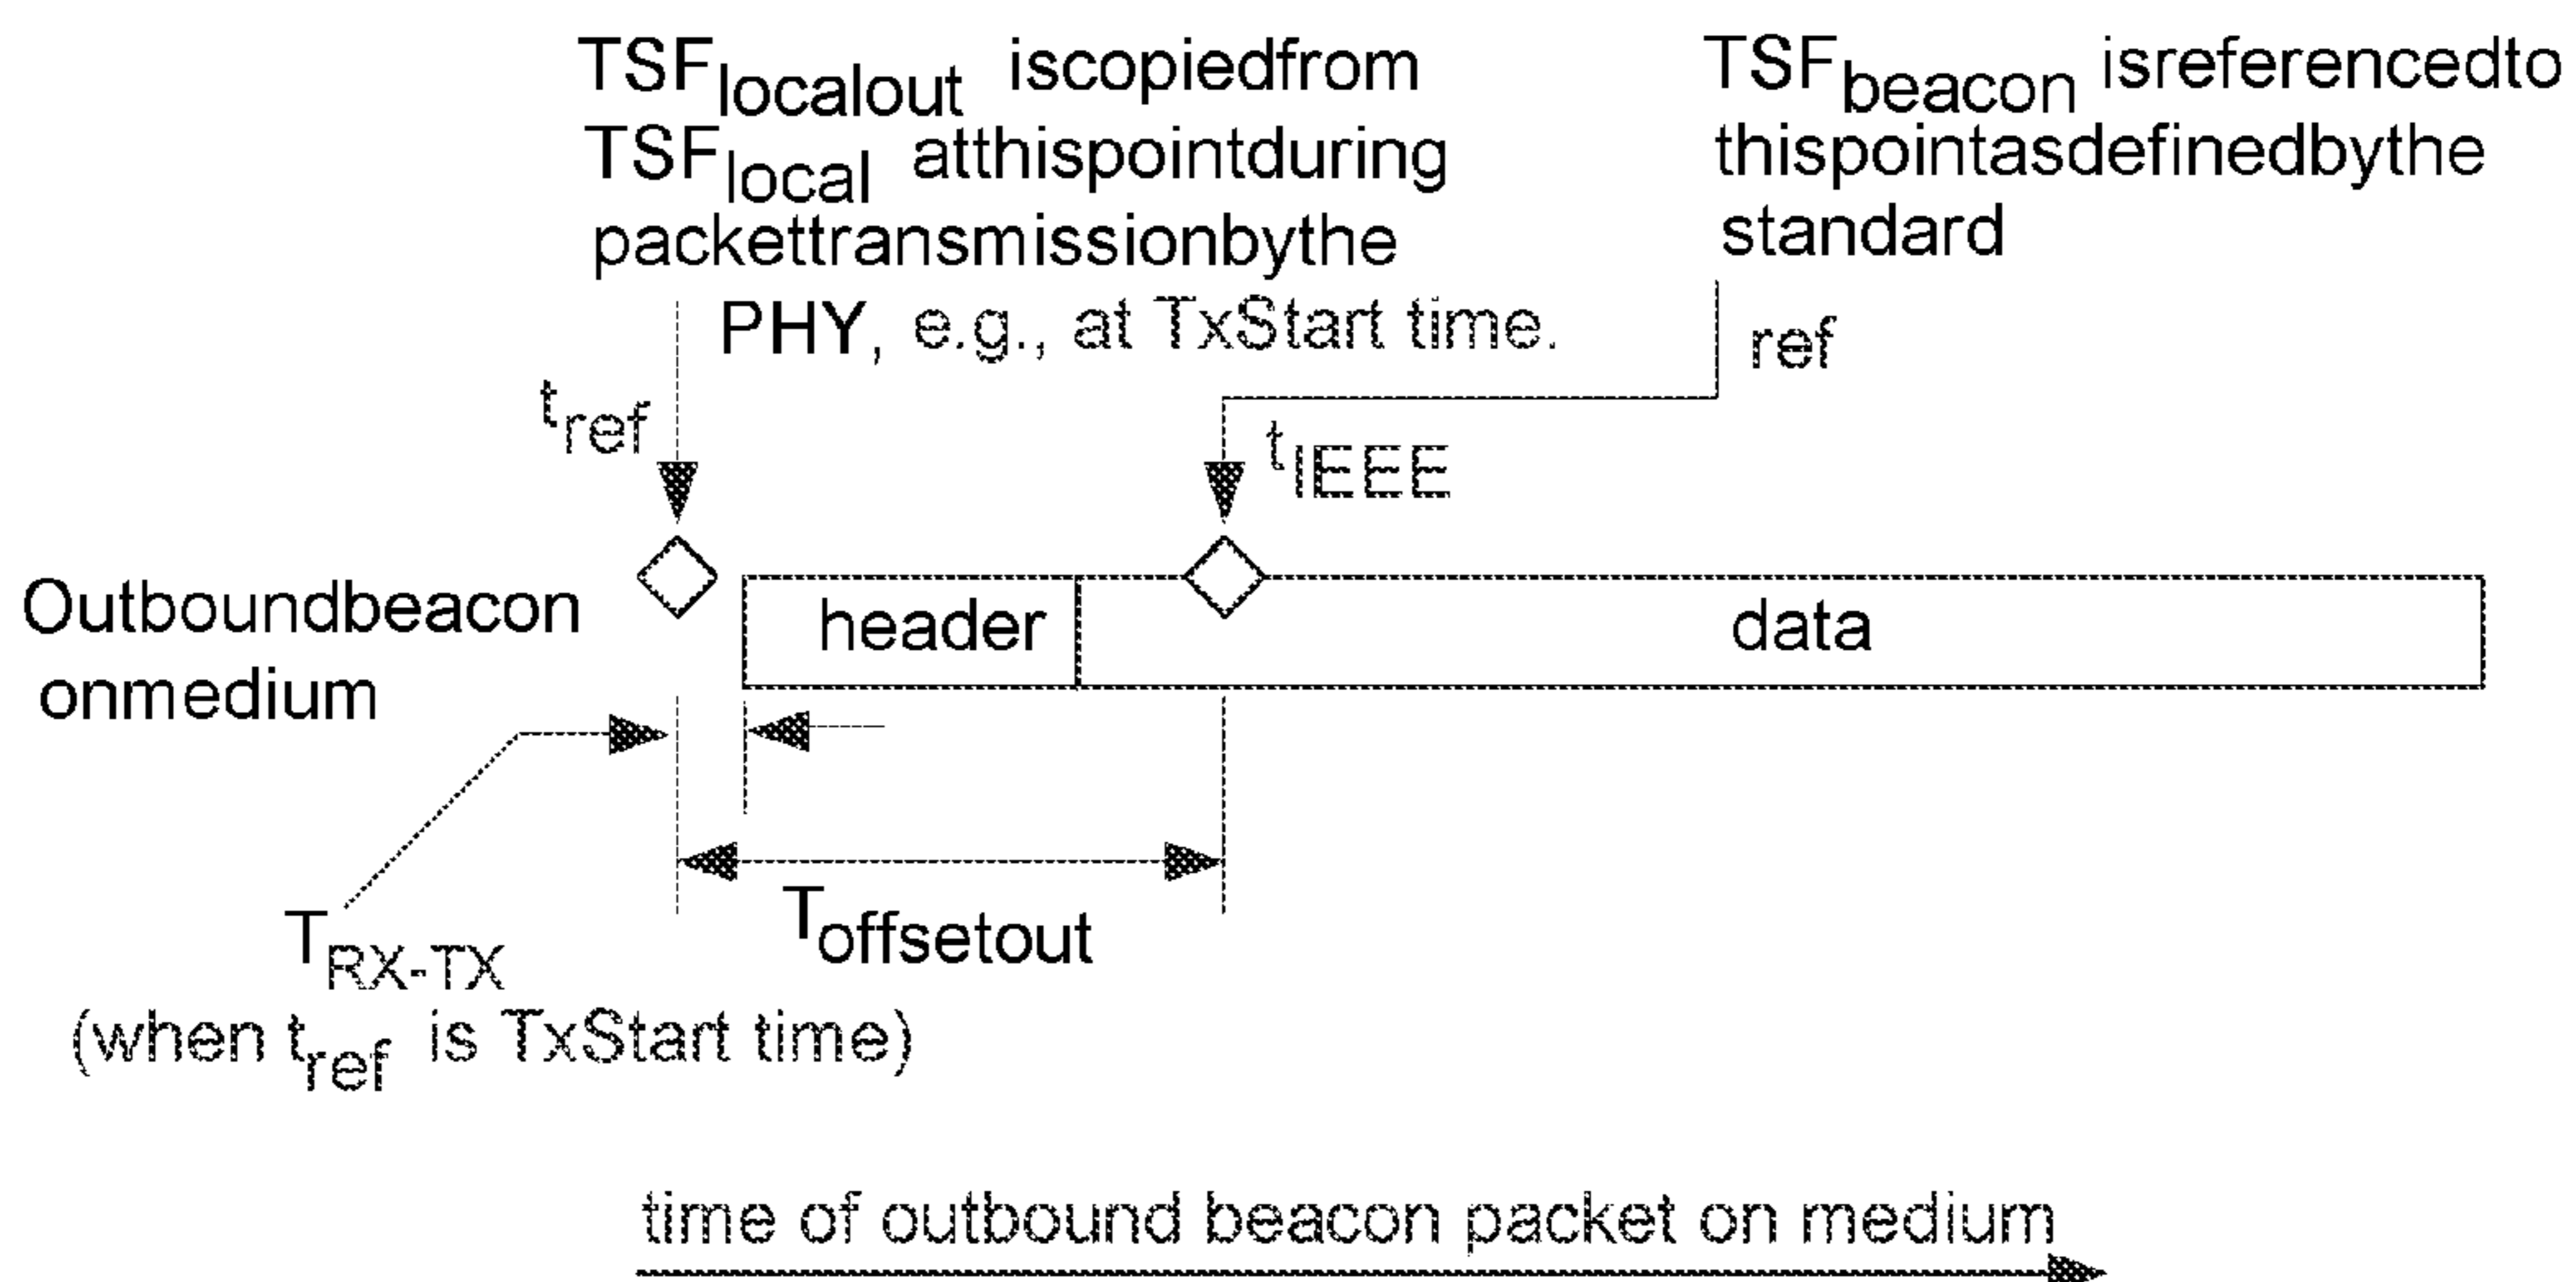 TSFlocalout iscopiedfrom
TSFlocal atthispointduring
packettransmissionbythe
PHY, e.g., at TxStart time.
TSFbeacon isreferencedto
thispointasdefinedbythe
standard
ref
tref
tIEEE
Outboundbeacon
onmedium
header
data
TRX-TX
(when tref is TxStart time)
Toffsetout
time of outbound beacon packet on medium